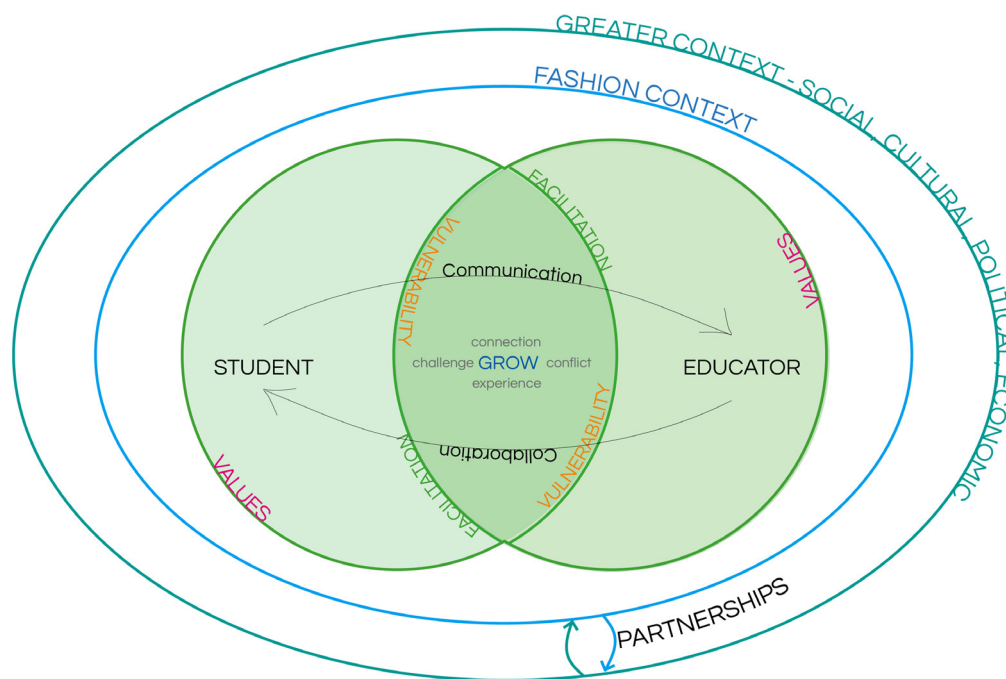 GREATER CONTEXT - SOCIAL, CULTURAL, POLITICAL, ECONOMIC
FASHION CONTEXT
FACILITATION
VULNERABILITY
VALUES
Communication
connection
challenge GROW conflict
experience
STUDENT
EDUCATOR
VULNERABILITY
Collaboration
FACILITATION
VALUES
PARTNERSHIPS